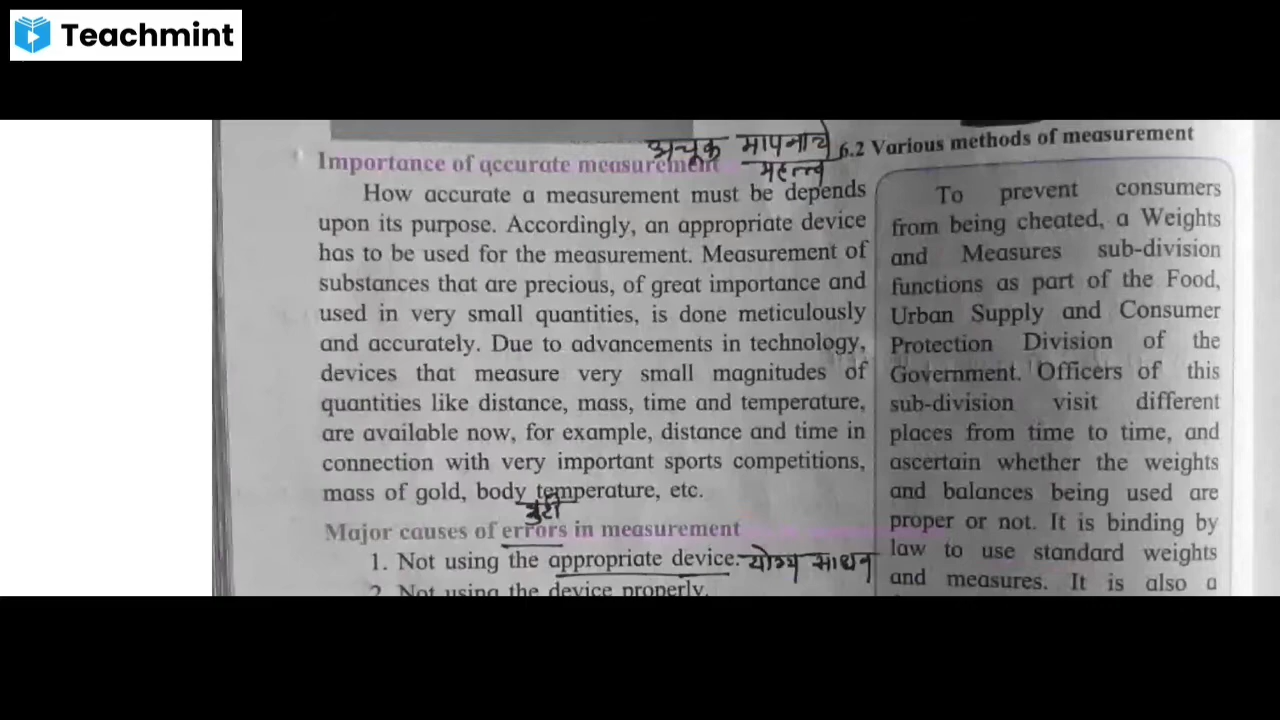 Teachmint
अचूक मापनाचे
महत्त्व
6.2 Various methods of measurement
Importance of qccurate measurement
How accurate a measurement must be depends
upon its purpose. Accordingly, an appropriate device
has to be used for the measurement. Measurement of
substances that are precious, of great importance and
used in very small quantities, is done meticulously
and accurately. Due to advancements in technology,
devices that measure very small magnitudes of
quantities like distance, mass, time and temperature,
are available now, for example, distance and time in
connection with very important sports competitions,
mass of gold, body temperature, etc.
त्रुटी
Major causes of errors in measurement
1. Not using the appropriate device. योग्य साधन
2. Not using the device properly.
To prevent consumers
from being cheated, a Weights
and Measures sub-division
functions as part of the Food,
Urban Supply and Consumer
Protection Division of the
Government. Officers of this
sub-division visit different
places from time to time, and
ascertain whether the weights
and balances being used are
proper or not. It is binding by
law to use standard weights
and measures. It is also a